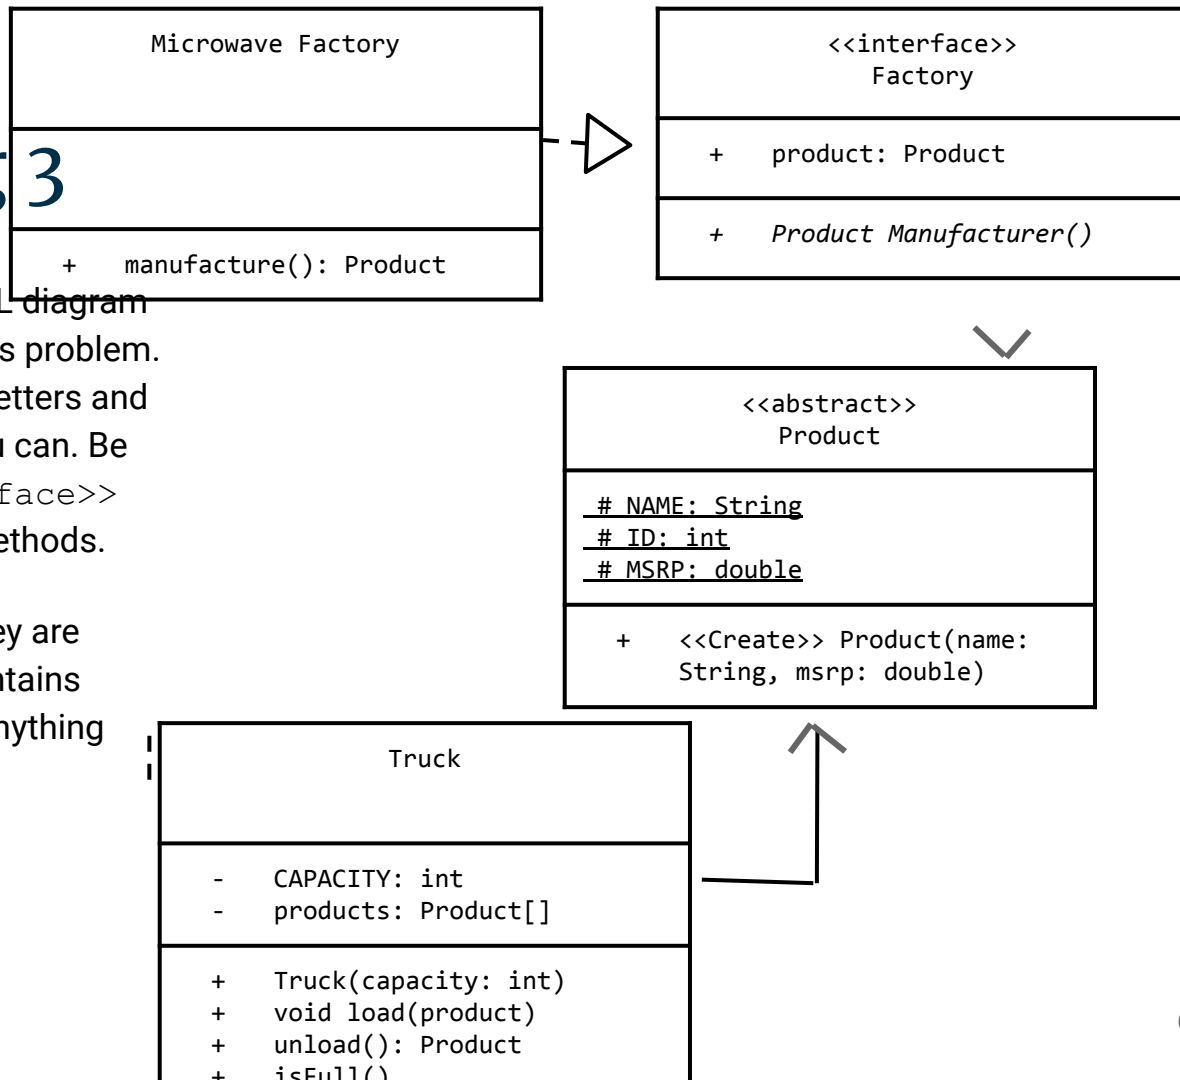 Microwave Factory
+ manufacture(): Product
<<interface>>
Factory
+ product: Product
+ Product Manufacturer()
3
diagram
s problem.
etters and
can. Be
face>>
ethods.
ey are
ntains
nything
<<abstract>>
Product
# NAME: String
# ID: int
# MSRP: double
+ <<Create>> Product(name:
String, msrp: double)
Truck
- CAPACITY: int
- products: Product[]
+ Truck(capacity: int)
+ void load(product)
+ unload(): Product
+ isFull()